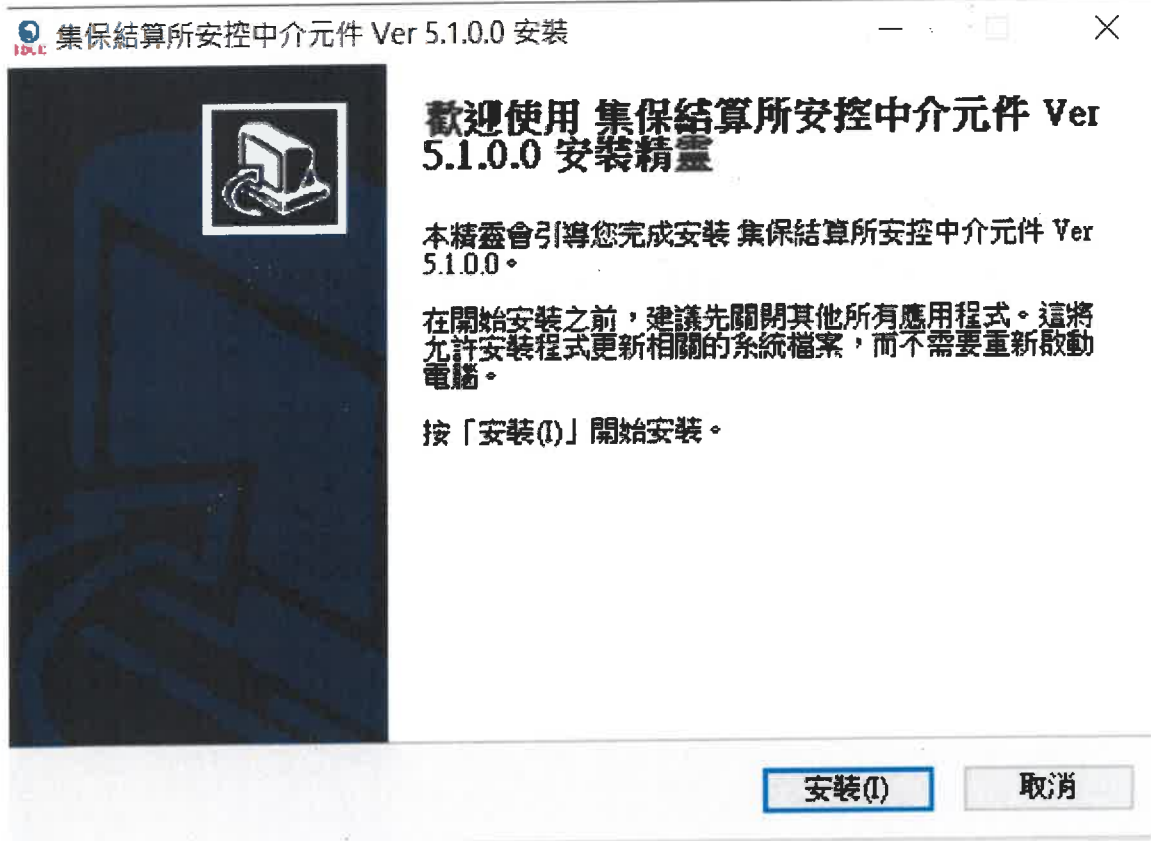 集保結算所安控中介元件 Ver 5.1.0.0 安裝
歡迎使用 集保結算所安控中介元件 Ver
5.1.0.0 安裝精靈
本精靈會引導您完成安裝 集保結算所安控中介元件 Ver
5.1.0.0。
在開始安裝之前，建議先關閉其他所有應用程式。這將
允許安裝程式更新相關的系統檔案，而不需要重新啟動
電腦。
按「安裝(I)」開始安裝。
安裝(I)
取消